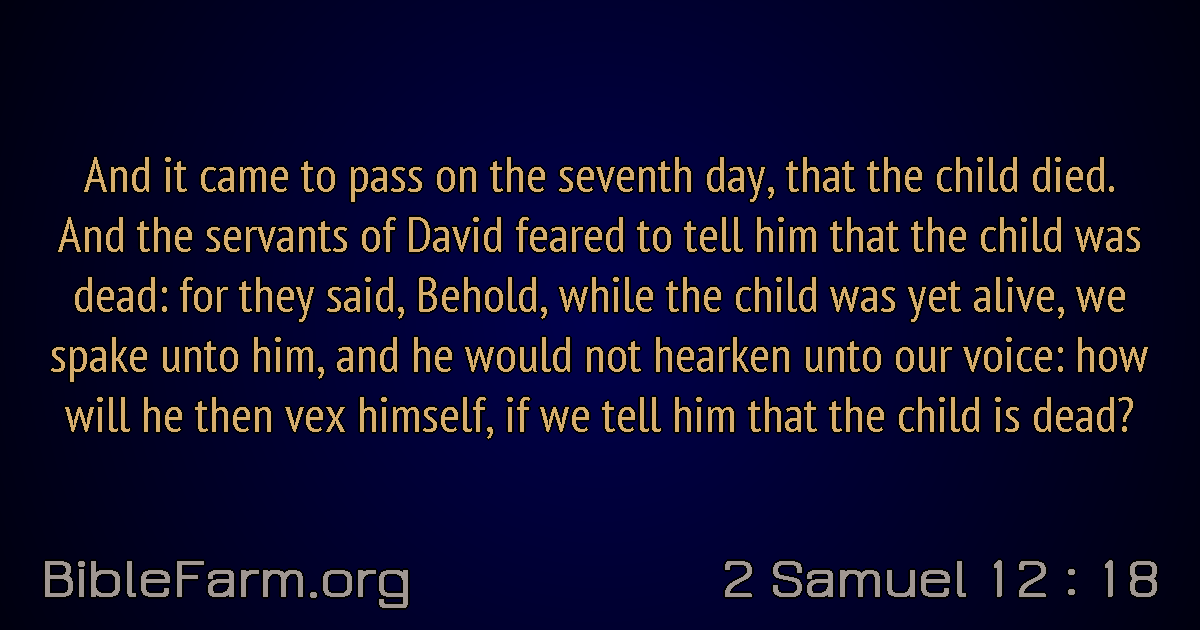 And it came to pass on the seventh day, that the child died.
And the servants of David feared to tell him that the child was
dead: for they said, Behold, while the child was yet alive, we
spake unto him, and he would not hearken unto our voice: how
will he then vex himself, if we tell him that the child is dead?
BibleFarm.org
2 Samuel 12 : 18